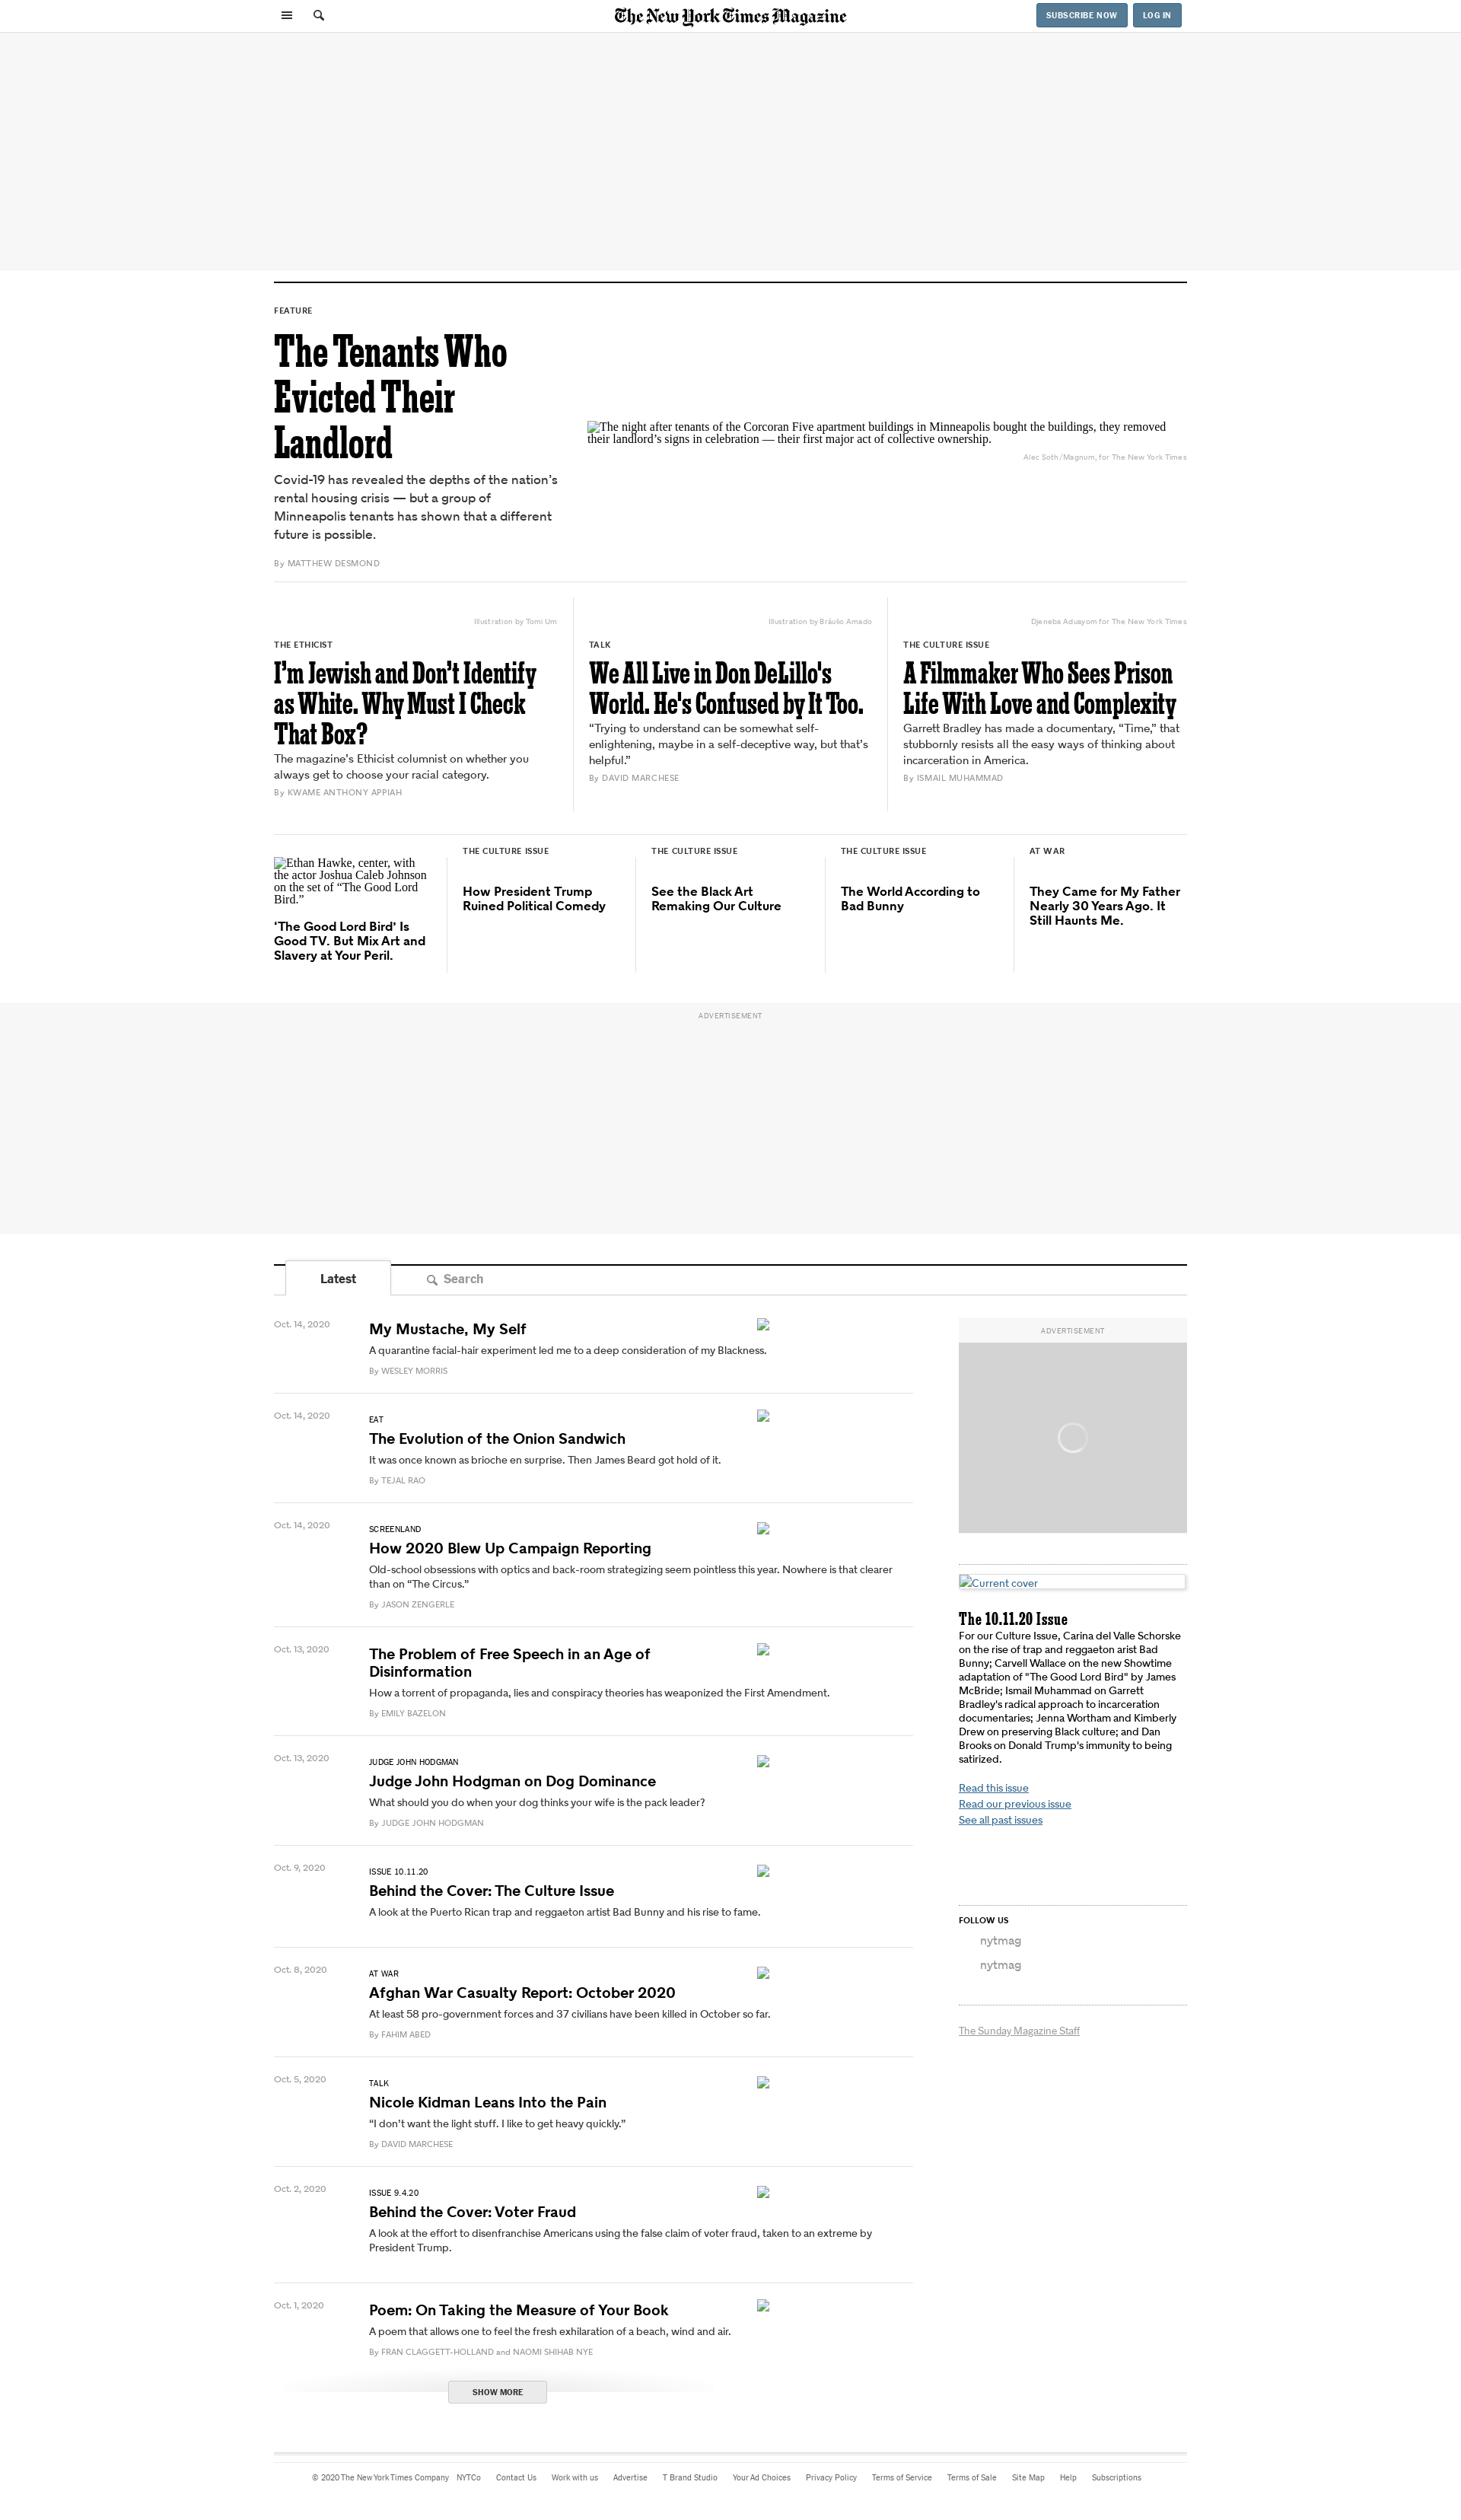 The New York Times Magazine
SUBSCRIBE NOW
LOG IN
FEATURE
The Tenants Who
Evicted Their
Landlord
Covid-19 has revealed the depths of the nation’s
rental housing crisis — but a group of
Minneapolis tenants has shown that a different
future is possible.
By MATTHEW DESMOND
The night after tenants of the Corcoran Five apartment buildings in Minneapolis bought the buildings, they removed
their landlord’s signs in celebration — their first major act of collective ownership.
Alec Soth/Magnum, for The New York Times
Illustration by Tomi Um
THE ETHICIST
I’m Jewish and Don’t Identify
as White. Why Must I Check
That Box?
The magazine’s Ethicist columnist on whether you
always get to choose your racial category.
By KWAME ANTHONY APPIAH
Illustration by Bráulio Amado
TALK
We All Live in Don DeLillo's
World. He's Confused by It Too.
“Trying to understand can be somewhat self-
enlightening, maybe in a self-deceptive way, but that’s
helpful.”
By DAVID MARCHESE
Djeneba Aduayom for The New York Times
THE CULTURE ISSUE
A Filmmaker Who Sees Prison
Life With Love and Complexity
Garrett Bradley has made a documentary, “Time,” that
stubbornly resists all the easy ways of thinking about
incarceration in America.
By ISMAIL MUHAMMAD
Ethan Hawke, center, with
the actor Joshua Caleb Johnson
on the set of “The Good Lord
Bird.”
‘The Good Lord Bird’ Is
Good TV. But Mix Art and
Slavery at Your Peril.
THE CULTURE ISSUE
How President Trump
Ruined Political Comedy
THE CULTURE ISSUE
See the Black Art
Remaking Our Culture
THE CULTURE ISSUE
The World According to
Bad Bunny
AT WAR
They Came for My Father
Nearly 30 Years Ago. It
Still Haunts Me.
ADVERTISEMENT
Latest
Search
Oct. 14, 2020
My Mustache, My Self
A quarantine facial-hair experiment led me to a deep consideration of my Blackness.
By WESLEY MORRIS
Oct. 14, 2020
EAT
The Evolution of the Onion Sandwich
It was once known as brioche en surprise. Then James Beard got hold of it.
By TEJAL RAO
Oct. 14, 2020
SCREENLAND
How 2020 Blew Up Campaign Reporting
Old-school obsessions with optics and back-room strategizing seem pointless this year. Nowhere is that clearer
than on “The Circus.”
By JASON ZENGERLE
Oct. 13, 2020
The Problem of Free Speech in an Age of
Disinformation
How a torrent of propaganda, lies and conspiracy theories has weaponized the First Amendment.
By EMILY BAZELON
Oct. 13, 2020
JUDGE JOHN HODGMAN
Judge John Hodgman on Dog Dominance
What should you do when your dog thinks your wife is the pack leader?
By JUDGE JOHN HODGMAN
Oct. 9, 2020
ISSUE 10.11.20
Behind the Cover: The Culture Issue
A look at the Puerto Rican trap and reggaeton artist Bad Bunny and his rise to fame.
Oct. 8, 2020
AT WAR
Afghan War Casualty Report: October 2020
At least 58 pro-government forces and 37 civilians have been killed in October so far.
By FAHIM ABED
Oct. 5, 2020
TALK
Nicole Kidman Leans Into the Pain
“I don’t want the light stuff. I like to get heavy quickly.”
By DAVID MARCHESE
Oct. 2, 2020
ISSUE 9.4.20
Behind the Cover: Voter Fraud
A look at the effort to disenfranchise Americans using the false claim of voter fraud, taken to an extreme by
President Trump.
Oct. 1, 2020
Poem: On Taking the Measure of Your Book
A poem that allows one to feel the fresh exhilaration of a beach, wind and air.
By FRAN CLAGGETT-HOLLAND and NAOMI SHIHAB NYE
SHOW MORE
ADVERTISEMENT
Current cover
The 10.11.20 Issue
For our Culture Issue, Carina del Valle Schorske
on the rise of trap and reggaeton arist Bad
Bunny; Carvell Wallace on the new Showtime
adaptation of "The Good Lord Bird" by James
McBride; Ismail Muhammad on Garrett
Bradley's radical approach to incarceration
documentaries; Jenna Wortham and Kimberly
Drew on preserving Black culture; and Dan
Brooks on Donald Trump's immunity to being
satirized.
Read this issue
Read our previous issue
See all past issues
FOLLOW US
nytmag
nytmag
The Sunday Magazine Staff
© 2020 The New York Times Company NYTCo Contact Us Work with us Advertise T Brand Studio Your Ad Choices Privacy Policy Terms of Service Terms of Sale Site Map Help Subscriptions